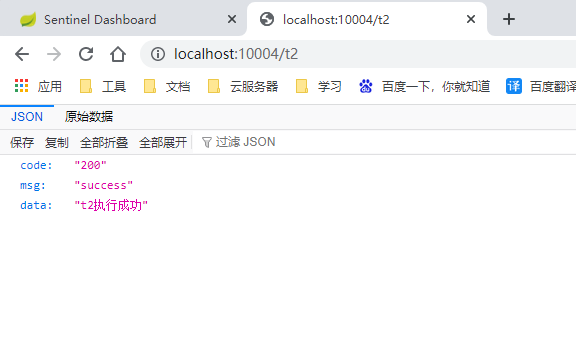 Sentinel Dashboard × localhost:10004/t2 × +
localhost:10004/t2
应用 工具 文档 云服务器 学习 百度一下，你就知道 译 百度翻译
JSON 原始数据
保存 复制 全部折叠 全部展开 过滤 JSON
code: "200"
msg: "success"
data: "t2执行成功"